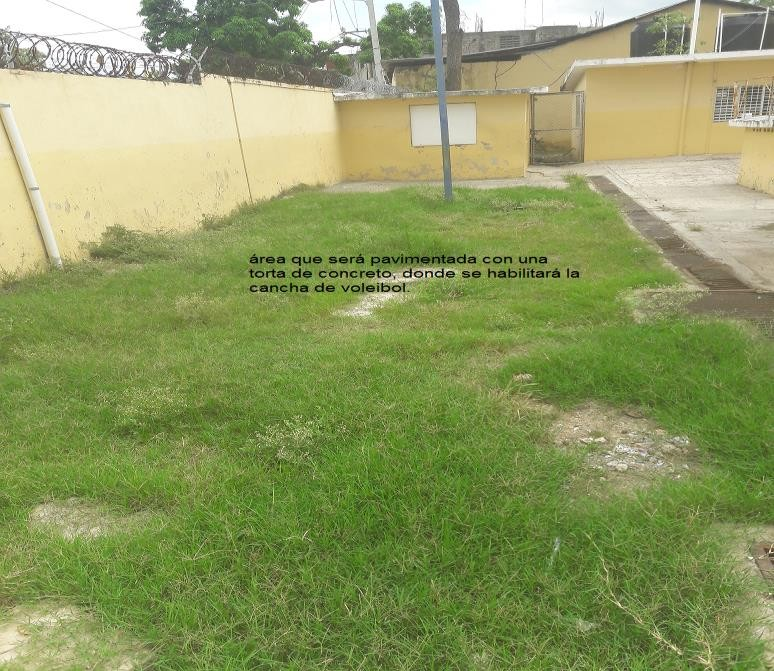 área que será pavimentada con una
torta de concreto, donde se habilitará la
cancha de voleibol.